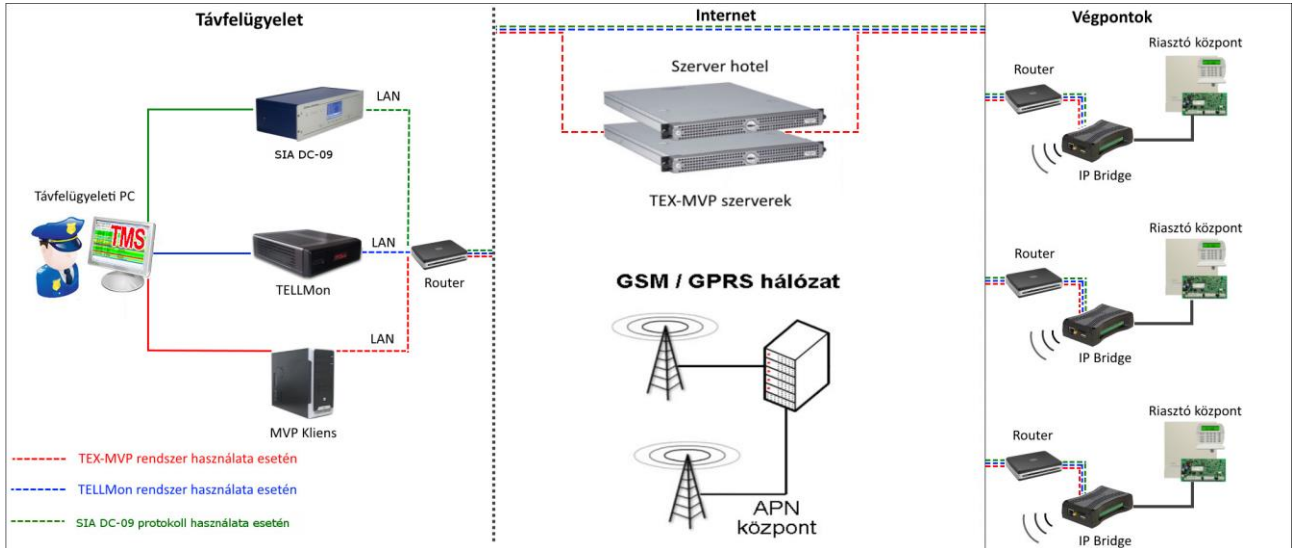 Távfelügyelet
LAN
SIA DC-09
Távfelügyeleti PC
TMS
LAN
TELLMon
Router
LAN
MVP Kliens
TEX-MVP rendszer használata esetén
TELLMon rendszer használata esetén
SIA DC-09 protokoll használata esetén
Internet
Szerver hotel
TEX-MVP szerverek
GSM / GPRS hálózat
APN
központ
Végpontok
Riasztó központ
Router
IP Bridge
Riasztó központ
Router
IP Bridge
Riasztó központ
Router
IP Bridge